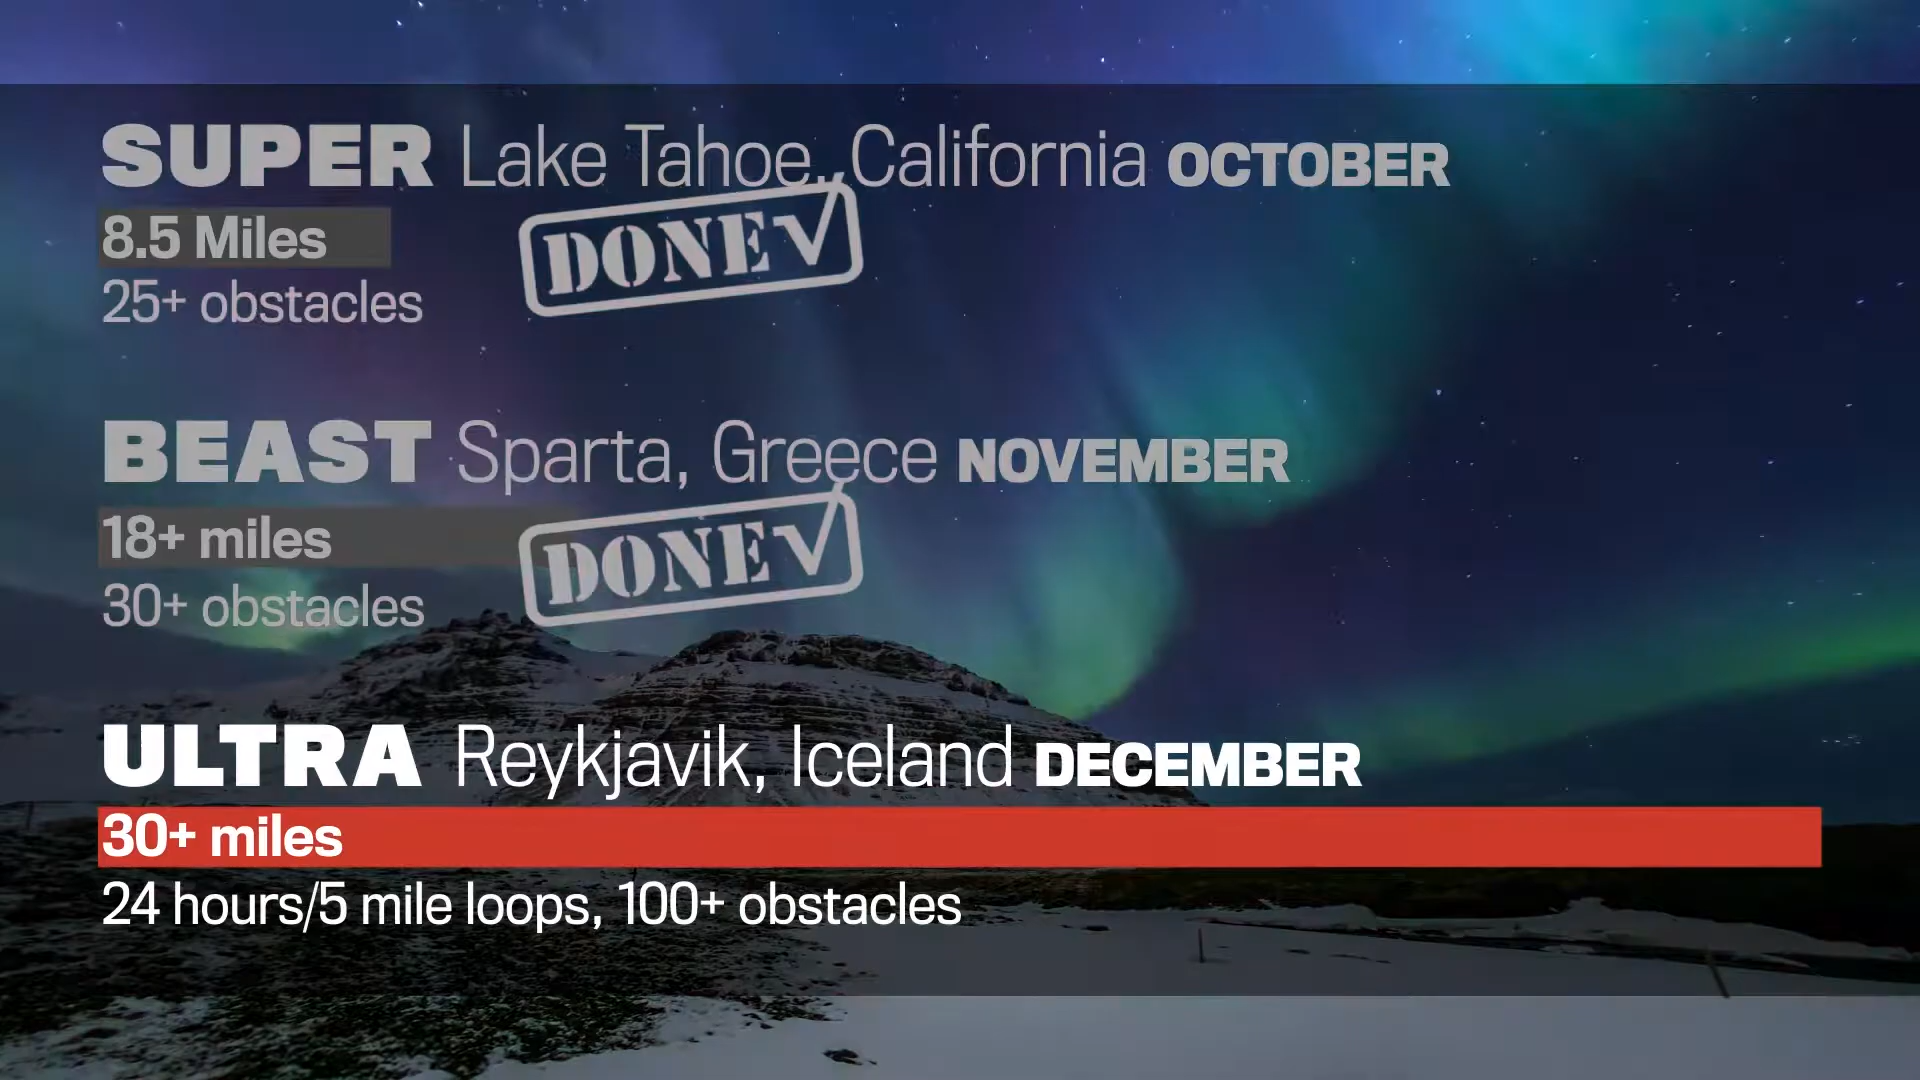 SUPER Lake Tahoe, California OCTOBER
8.5 Miles
DONE√
25+ obstacles
BEAST Sparta, Greece NOVEMBER
18+ miles
DONE√
30+ obstacles
ULTRA Reykjavik, Iceland DECEMBER
30+ miles
24 hours/5 mile loops, 100+ obstacles